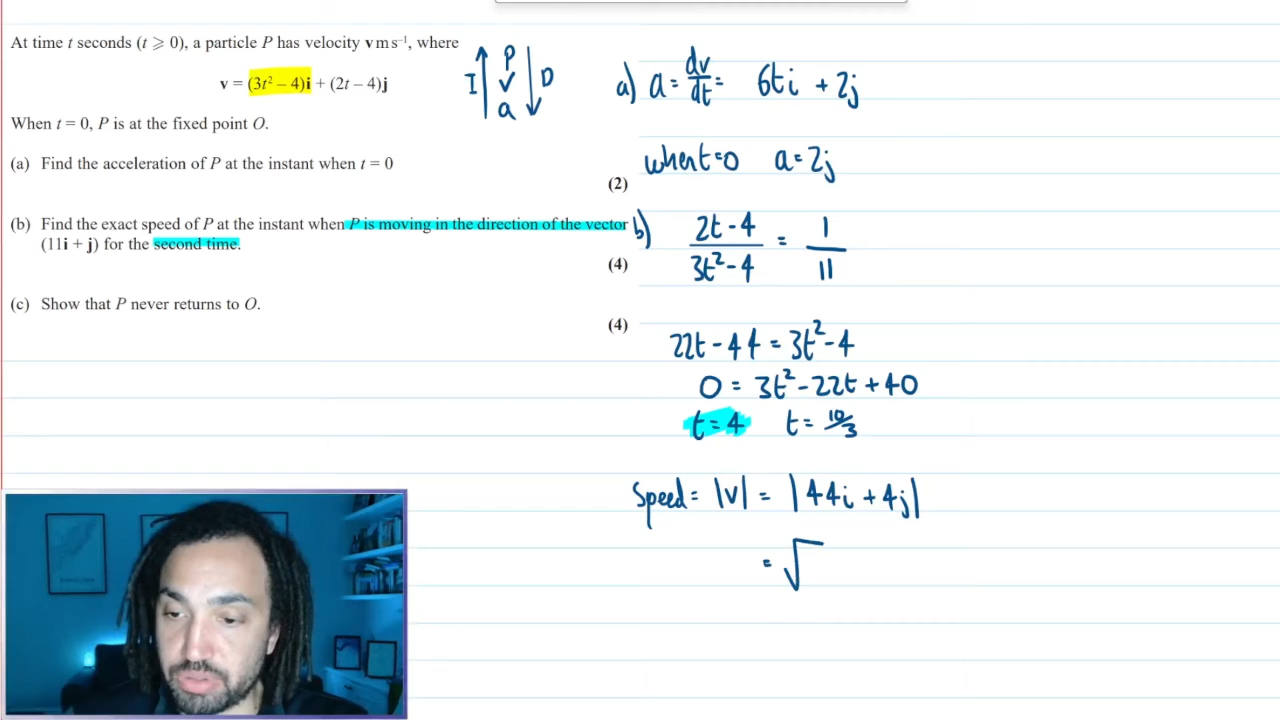 At time t seconds (t ⩾ 0), a particle P has velocity v m s⁻¹, where
v = (3t² – 4)i + (2t – 4)j
When t = 0, P is at the fixed point O.
(a) Find the acceleration of P at the instant when t = 0
(2)
(b) Find the exact speed of P at the instant when P is moving in the direction of the vector
(11i + j) for the second time.
(4)
(c) Show that P never returns to O.
(4)
I
P
v
a
D
a) a = dv/dt = 6ti + 2j
when t=0 a=2j
b) 2t - 4 / 3t² - 4 = 1 / 11
22t - 44 = 3t² - 4
0 = 3t² - 22t + 40
t = 4 t = 10/3
Speed = |v| = |44i + 4j|
= √